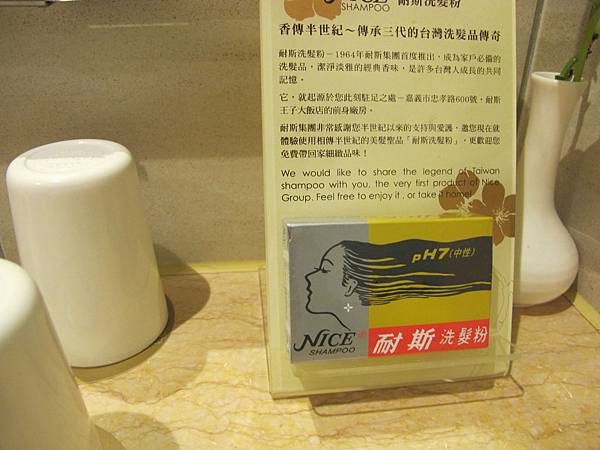 NICE
SHAMPOO 耐斯洗髮粉
香傳半世紀～傳承三代的台灣洗髮品傳奇
耐斯洗髮粉－1964年耐斯集團首度推出，成為家戶必備的
洗髮品，潔淨淡雅的經典香味，是許多台灣人成長的共同
記憶。
它，就起源於您此刻駐足之處－嘉義市忠孝路600號，耐斯
王子大飯店的前身廠房。
耐斯集團非常感謝您半世紀以來的支持與愛護，邀您現在就
體驗使用相傳半世紀的美髮聖品「耐斯洗髮粉」，更歡迎您
免費帶回家細緻品味！
We would like to share the legend of Taiwan
shampoo with you, the very first product of Nice
Group. Feel free to enjoy it , or take it home!
pH7(中性)
NICE®
SHAMPOO
耐斯 洗髮粉